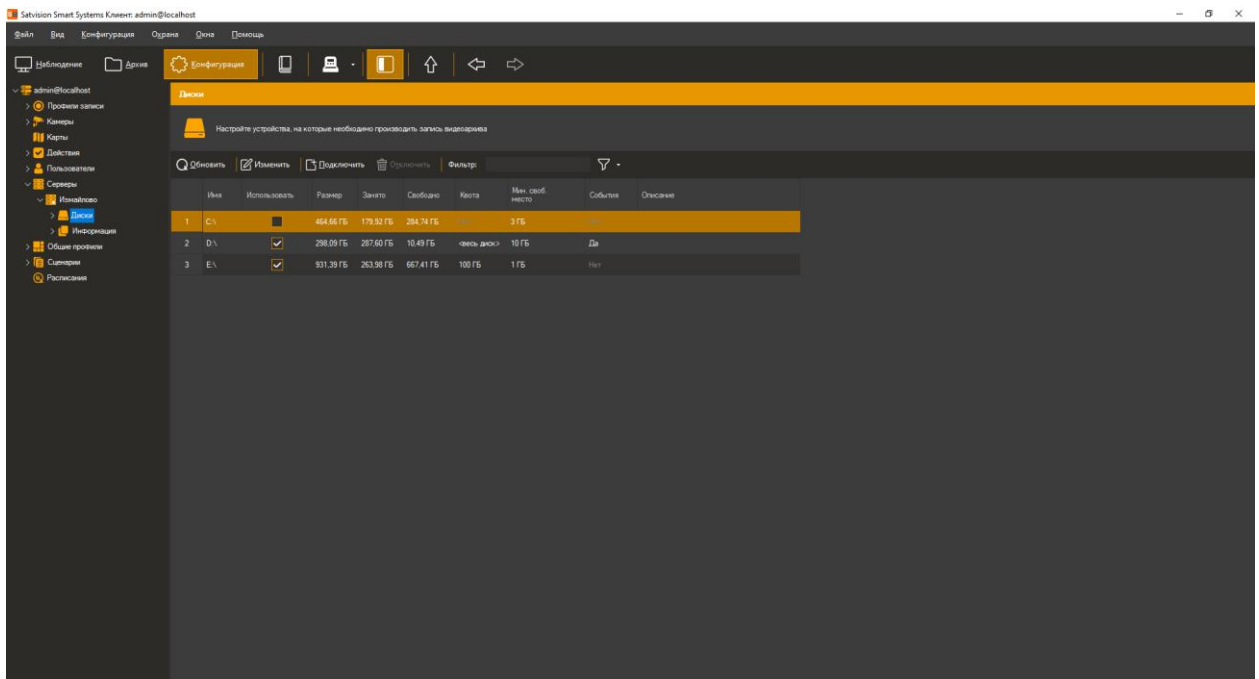 Satvision Smart Systems Клиент: admin@localhost
Файл Вид Конфигурация Охрана Окна Помощь
Наблюдение Архив Конфигурация
admin@localhost
Профили записи
Камеры
Карты
Действия
Пользователи
Серверы
Измайлово
Диски
Информация
Общие профили
Сценарии
Расписания
Диски
Настройте устройства, на которые необходимо производить запись видеоархива
Обновить Изменить Подключить Отключить Фильтр:
Имя Использовать Размер Занято Свободно Квота Мин. своб. место События Описание
1 C:\ 464,66 ГБ 179,92 ГБ 284,74 ГБ 3 ГБ
2 D:\ 298,09 ГБ 287,60 ГБ 10,49 ГБ <весь диск> 10 ГБ Да
3 E:\ 931,39 ГБ 263,98 ГБ 667,41 ГБ 100 ГБ 1 ГБ Нет